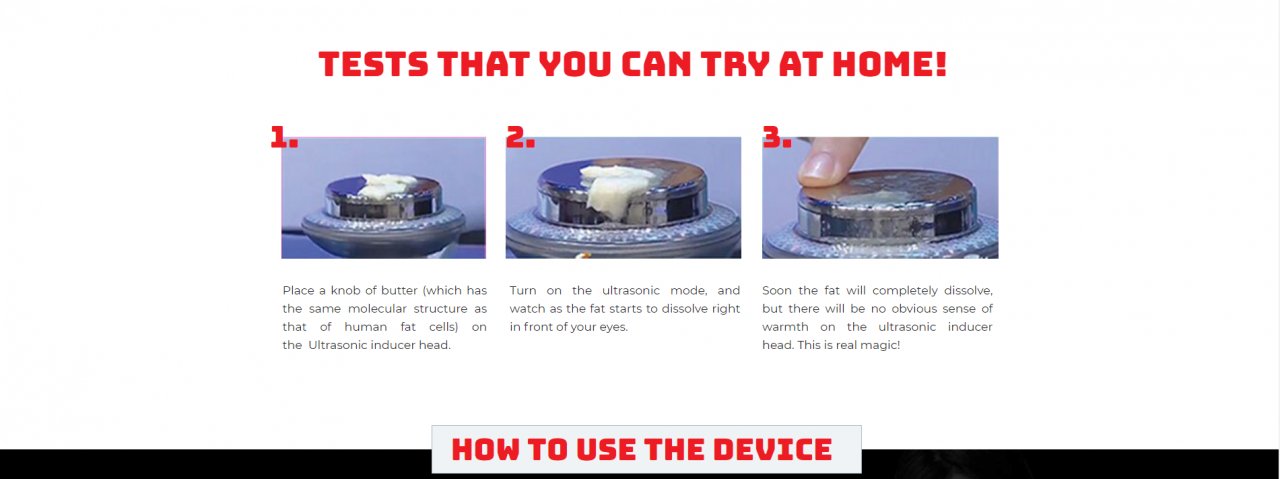 TESTS THAT YOU CAN TRY AT HOME!
1.
Place a knob of butter (which has
the same molecular structure as
that of human fat cells) on
the Ultrasonic inducer head.
2.
Turn on the ultrasonic mode, and
watch as the fat starts to dissolve right
in front of your eyes.
3.
Soon the fat will completely dissolve,
but there will be no obvious sense of
warmth on the ultrasonic inducer
head. This is real magic!
HOW TO USE THE DEVICE